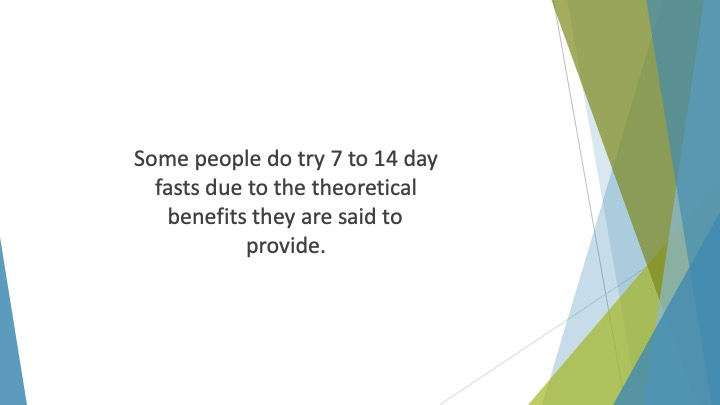 Some people do try 7 to 14 day
fasts due to the theoretical
benefits they are said to
provide.